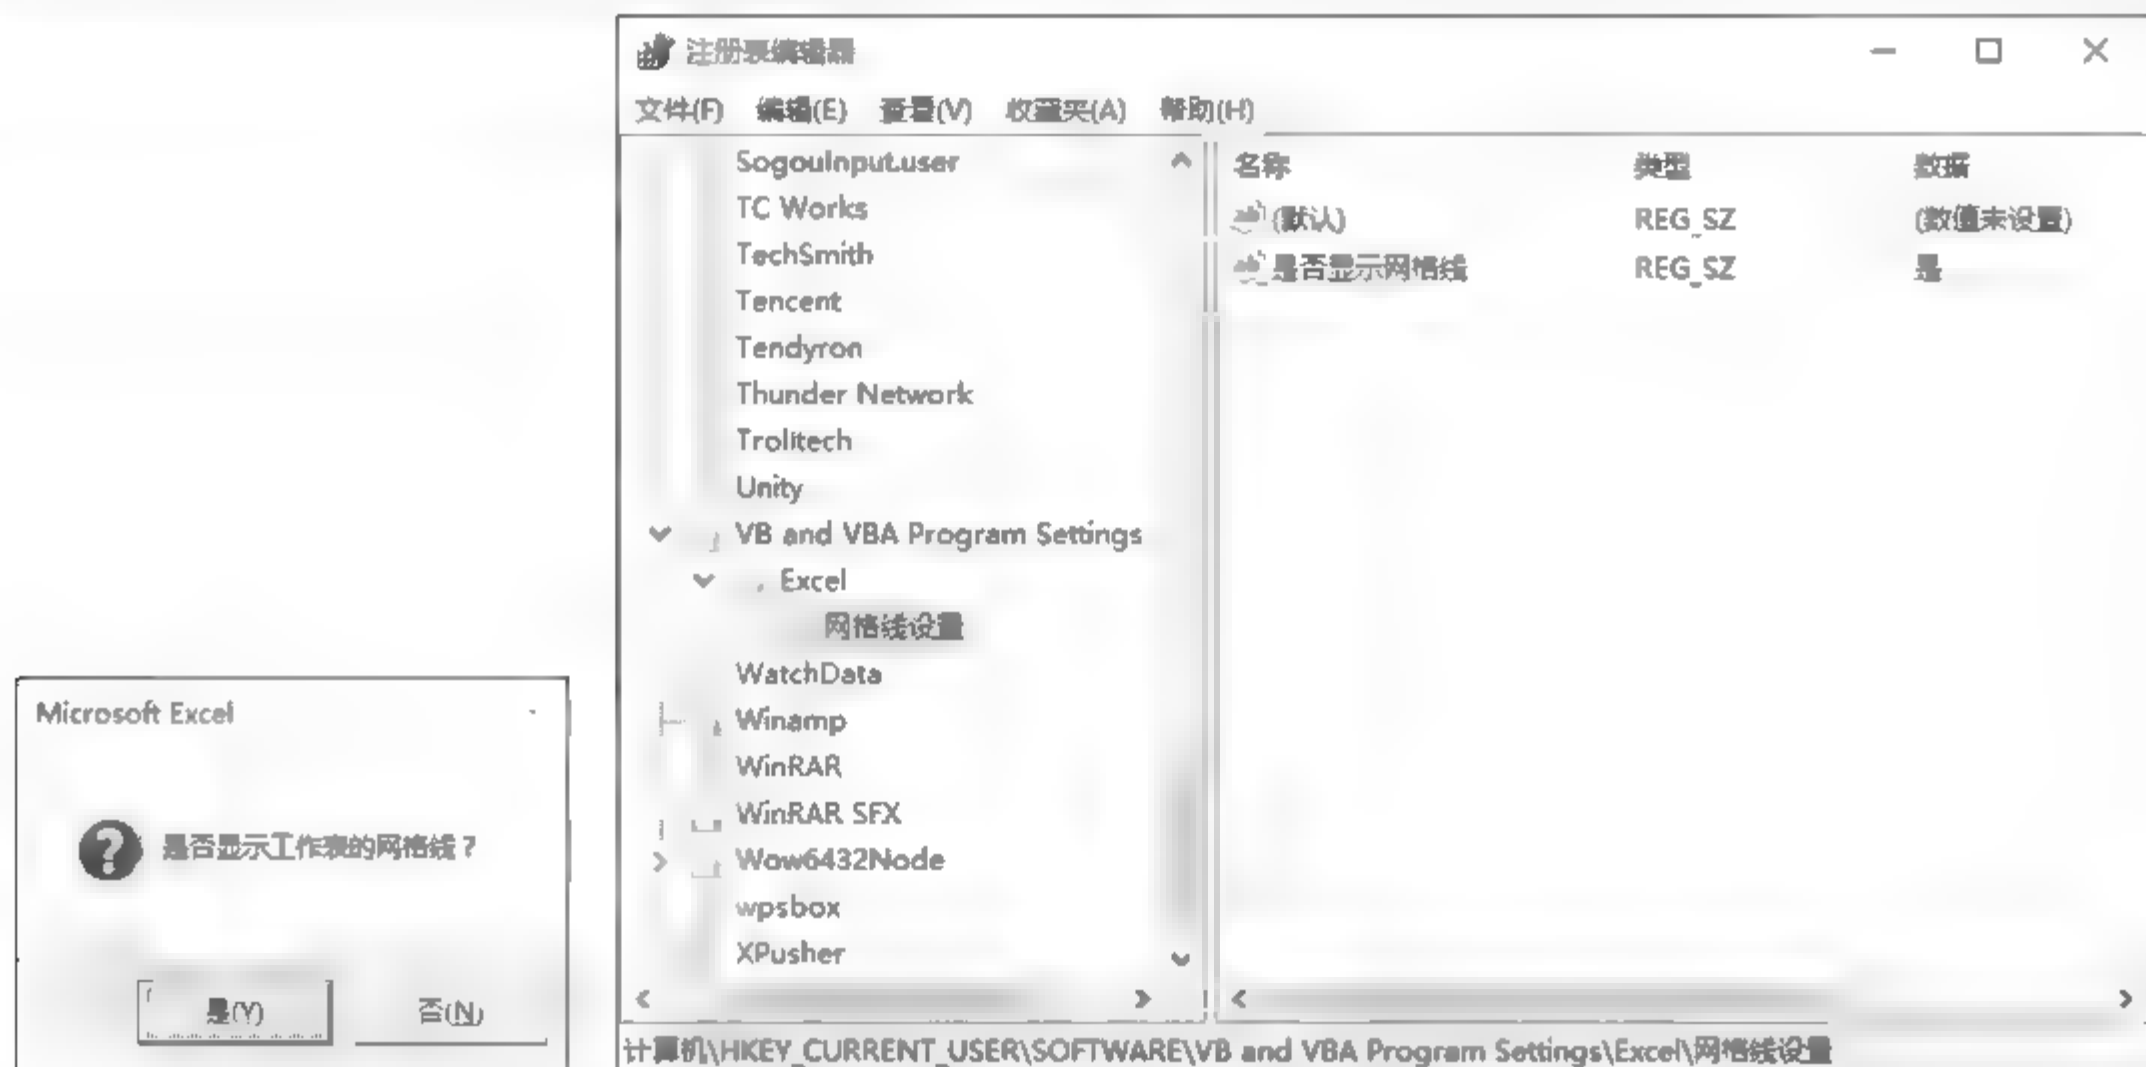 注册表编辑器
文件(F) 编辑(E) 查看(V) 收藏夹(A) 帮助(H)
SogouInput.user
TC Works
TechSmith
Tencent
Tendyron
Thunder Network
Trolltech
Unity
VB and VBA Program Settings
Excel
网格线设置
WatchData
Winamp
WinRAR
WinRAR SFX
Wow6432Node
wpsbox
XPusher
名称 类型 数据
(默认) REG_SZ (数值未设置)
是否显示网格线 REG_SZ 是
计算机\HKEY_CURRENT_USER\SOFTWARE\VB and VBA Program Settings\Excel\网格线设置
Microsoft Excel
是否显示工作表的网格线？
是(Y) 否(N)